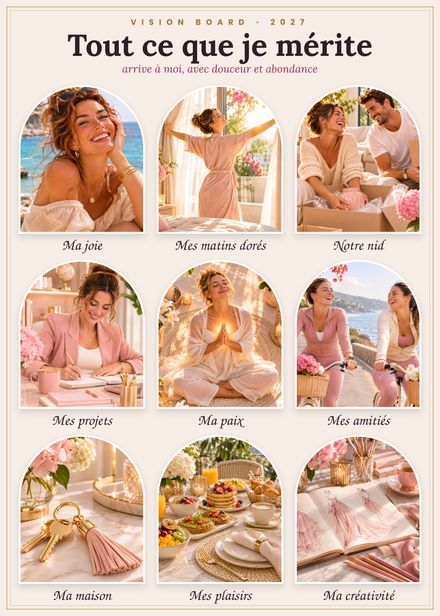 VISION BOARD · 2027
Tout ce que je mérite
arrive à moi, avec douceur et abondance
Ma joie
Mes matins dorés
Notre nid
Mes projets
Ma paix
Mes amitiés
Ma maison
Mes plaisirs
Ma créativité